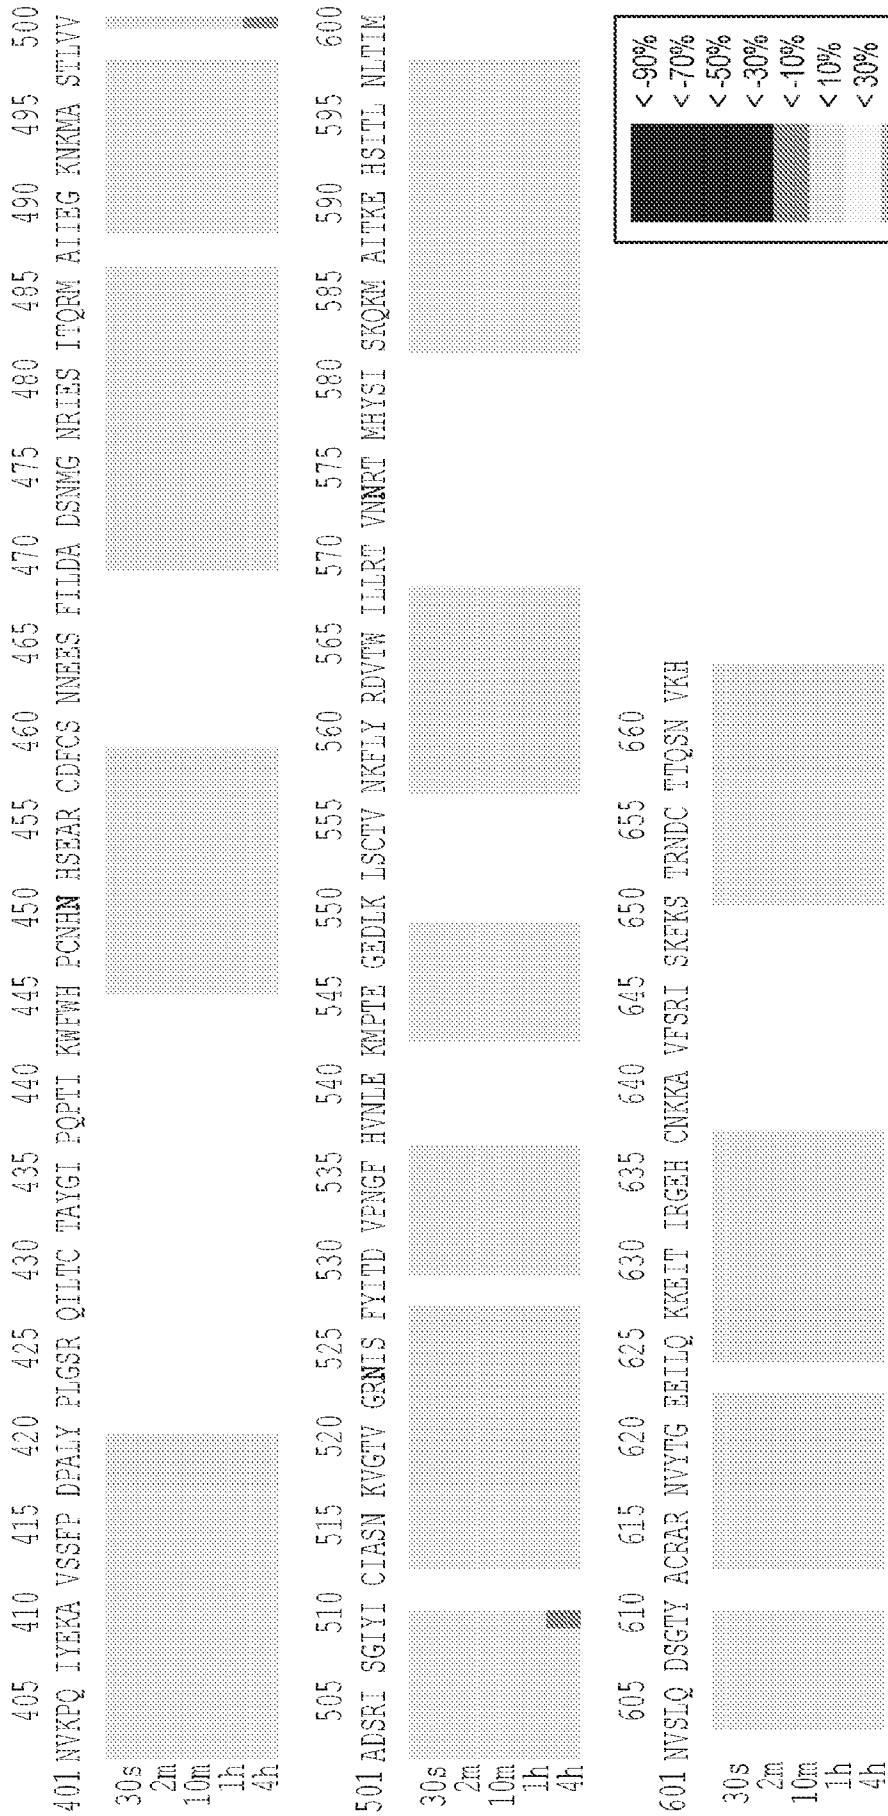 405 410 415 420 425 430 435 440 445 450 455 460 465 470 475 480 485 490 495 500
401 NVKPQ IYEKA VSSFP DPALY PLGSR QILTC TAYGI PQPTI KWFWH PCNHN HSEAR CDFCS NNEES FILDA DSNMG NRIES ITQRM AIIEG KNKMA STLVV
30s
2m
10m
1h
4h
505 510 515 520 525 530 535 540 545 550 555 560 565 570 575 580 585 590 595 600
501 ADSRI SGIYI CIASN KVGTV GRNIS FYITD VPNGF HVNLE KMPTE GEDLK LSCTV NKFLY RDVTW ILLRT VNNRT MHYSI SKQKM AITKE HSITL NLTIM
30s
2m
10m
1h
4h
605 610 615 620 625 630 635 640 645 650 655 660
601 NVSLQ DSGTY ACRAR NVYTG EEILQ KKEIT IRGEH CNKKA VFSRI SKFKS TRNDC TTQSN VKH
30s
2m
10m
1h
4h
<-90%
<-70%
<-50%
<-30%
<-10%
<10%
<30%